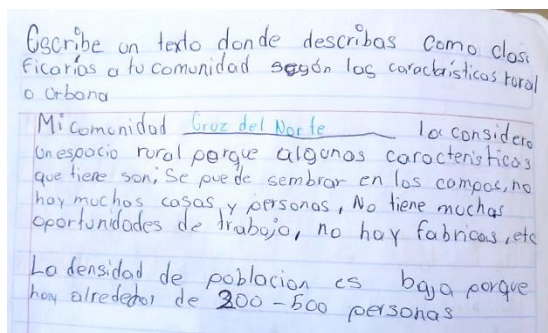 Escribe un texto donde describas como clasi
ficarías a tu comunidad según las caractarísticas rural
o urbana
Mi comunidad Cruz del Norte la considero
un espacio rural porque algunas caracteristicas
que tiene son; Se puede sembrar en los campos, no
hay muchas casas y personas, No tiene muchas
oportunidades de trabajo, no hay fabricas, etc
La densidad de poblacion es baja porque
hay alrededor de 200 - 500 personas